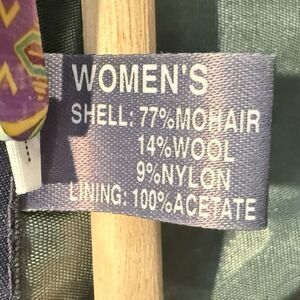 WOMEN'S
SHELL: 77%MOHAIR
14%WOOL
9%NYLON
LINING: 100%ACETATE